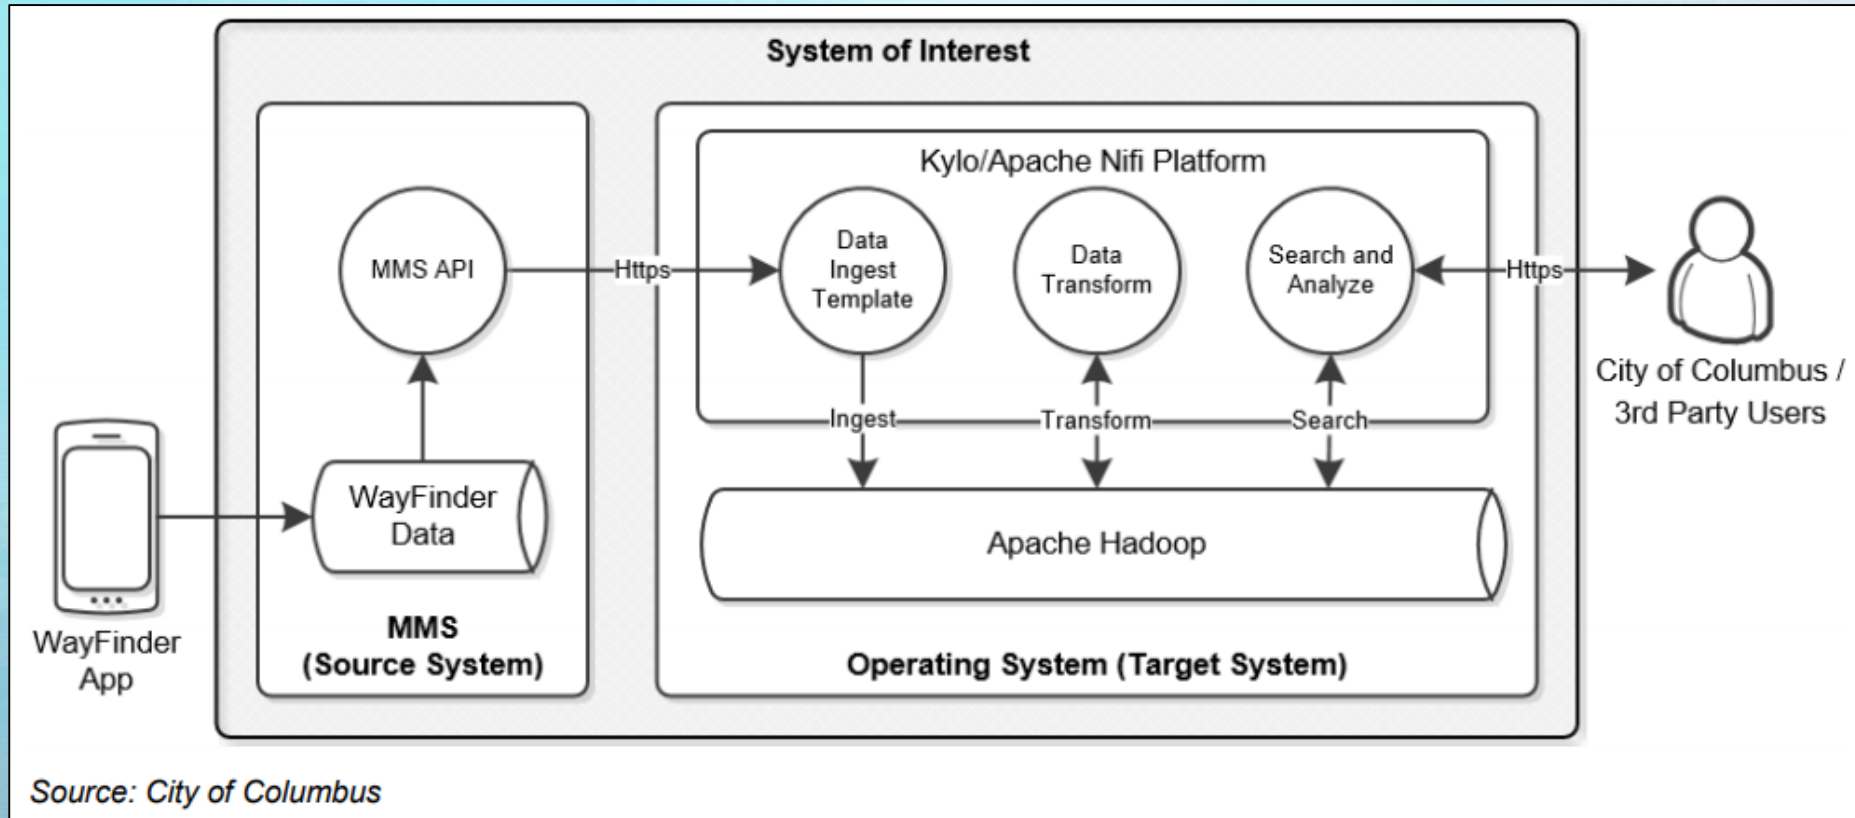 System of Interest
Kylo/Apache Nifi Platform
MMS API
Https
Data
Ingest
Template
Data
Transform
Search and
Analyze
Https
City of Columbus /
3rd Party Users
Ingest
Transform
Search
WayFinder
Data
Apache Hadoop
WayFinder
App
MMS
(Source System)
Operating System (Target System)
Source: City of Columbus